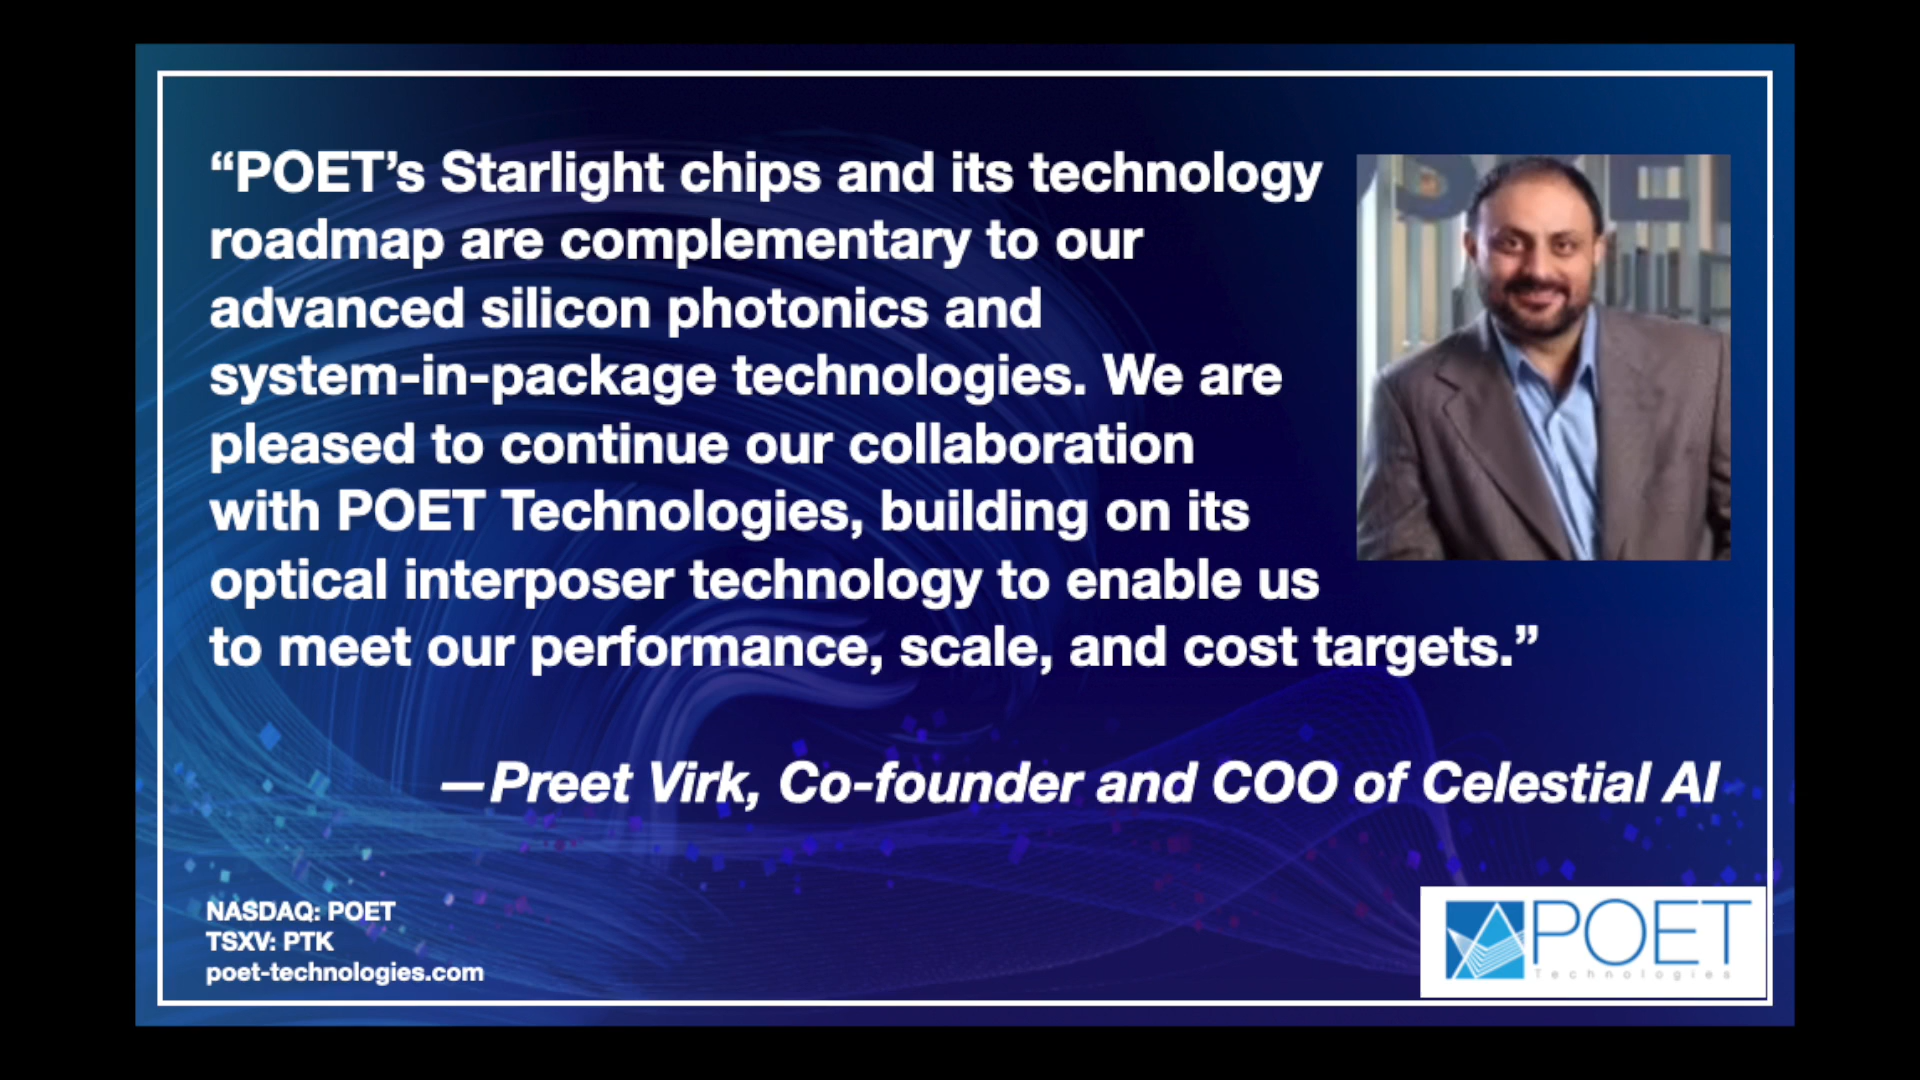 “POET’s Starlight chips and its technology
roadmap are complementary to our
advanced silicon photonics and
system-in-package technologies. We are
pleased to continue our collaboration
with POET Technologies, building on its
optical interposer technology to enable us
to meet our performance, scale, and cost targets.”
—Preet Virk, Co-founder and COO of Celestial AI
NASDAQ: POET
TSXV: PTK
poet-technologies.com
POET
Technologies